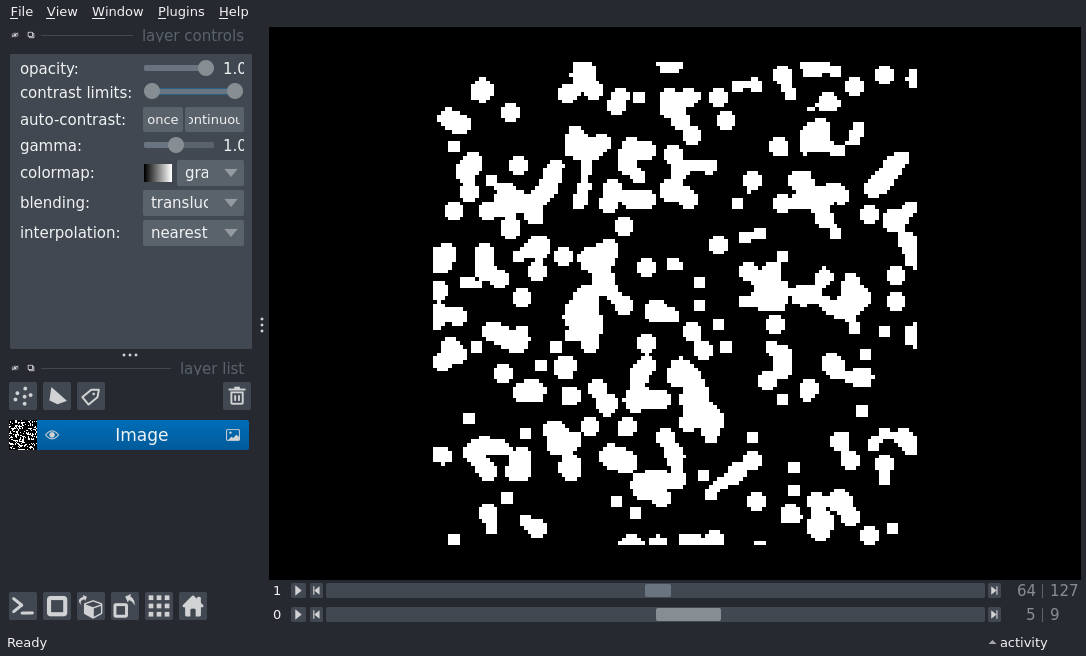 File View Window Plugins Help
layer controls
opacity: 1.0
contrast limits:
auto-contrast: once ontinuou
gamma: 1.0
colormap: gra
blending: transluc
interpolation: nearest
layer list
Image
1 64 | 127
0 5 | 9
Ready activity